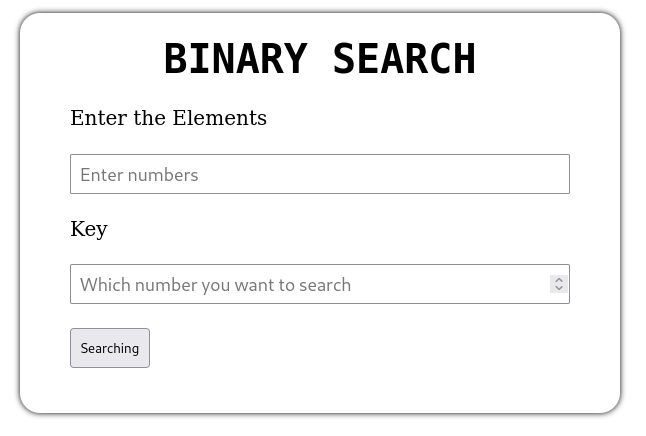 BINARY SEARCH
Enter the Elements
Enter numbers
Key
Which number you want to search
Searching